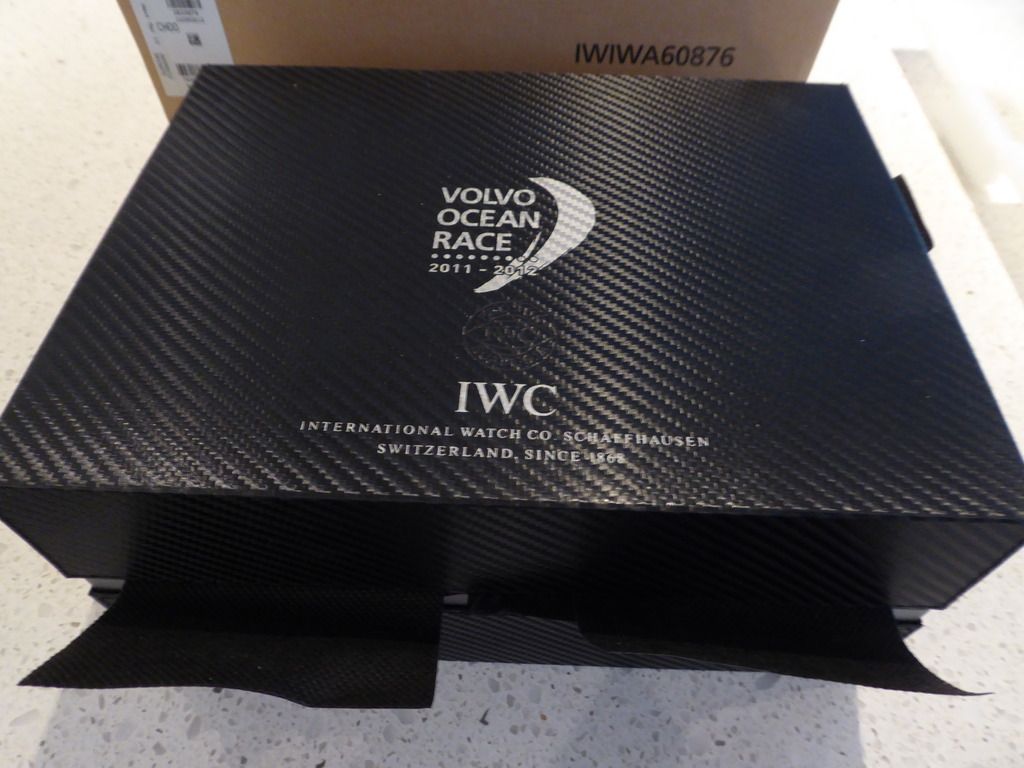 IWIWA60876
VOLVO
OCEAN
RACE
2011 - 2012
IWC
INTERNATIONAL WATCH CO. SCHAFFHAUSEN
SWITZERLAND, SINCE 1868